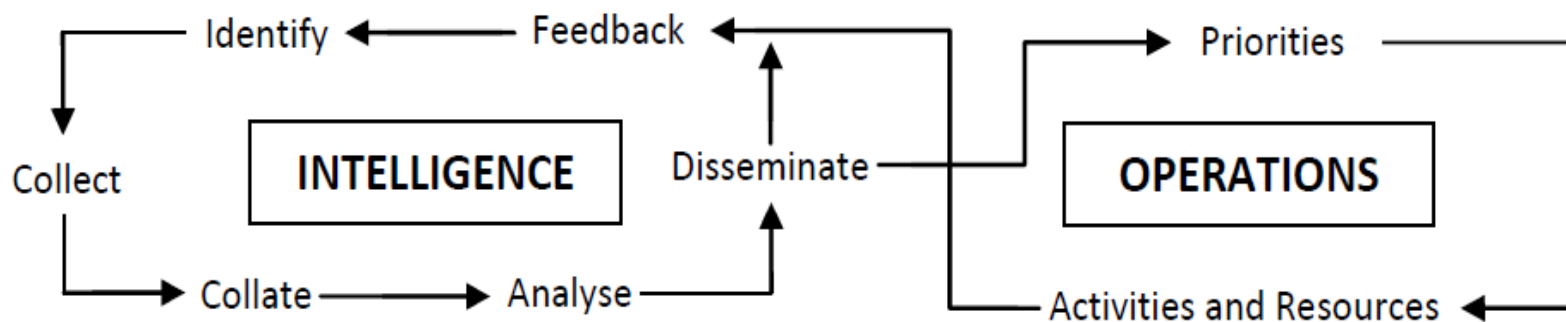 Identify
Feedback
Priorities
Collect
INTELLIGENCE
Disseminate
OPERATIONS
Collate
Analyse
Activities and Resources